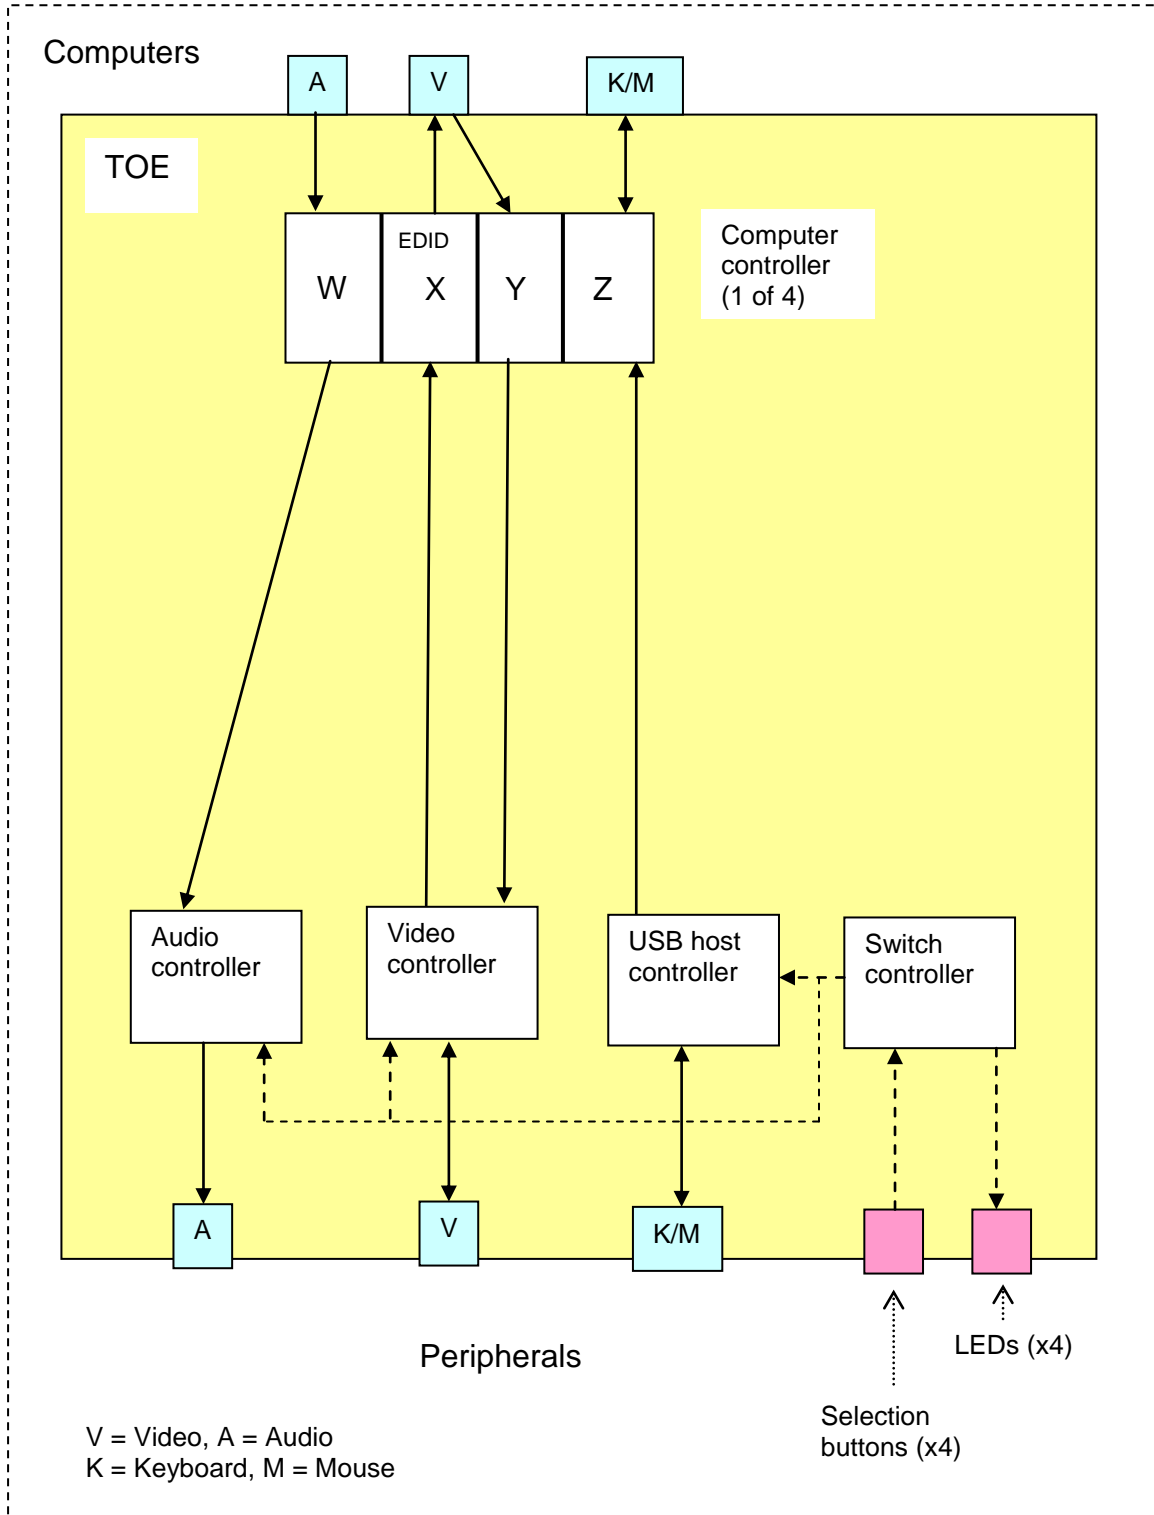 Computers
A
V
K/M
TOE
EDID
W
X
Y
Z
Computer
controller
(1 of 4)
Audio
controller
Video
controller
USB host
controller
Switch
controller
A
V
K/M
Peripherals
LEDs (x4)
Selection
buttons (x4)
V = Video, A = Audio
K = Keyboard, M = Mouse